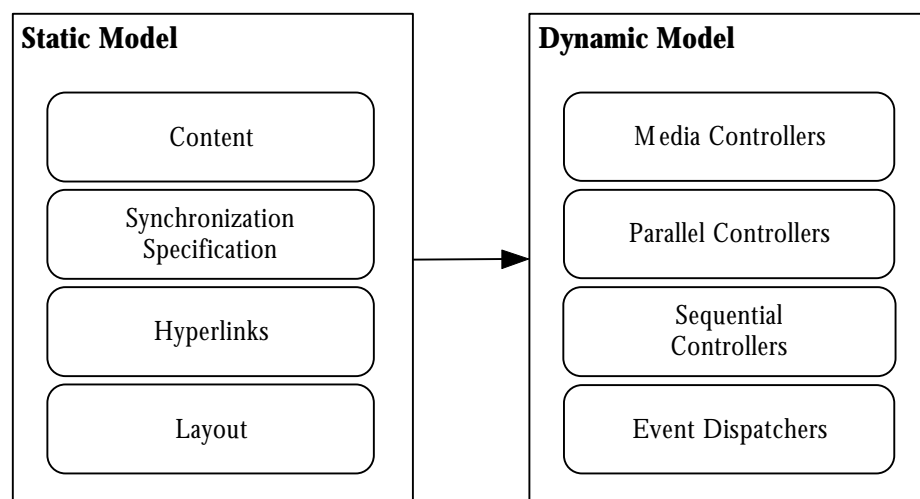 Static Model
Content
Synchronization
Specification
Hyperlinks
Layout
Dynamic Model
Media Controllers
Parallel Controllers
Sequential
Controllers
Event Dispatchers